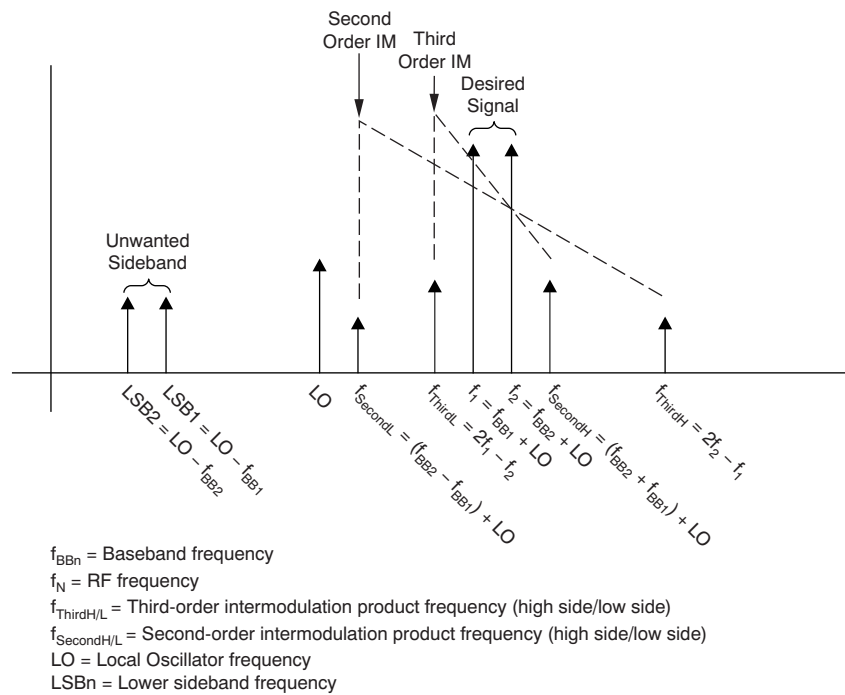 Second
Order IM
Third
Order IM
Desired
Signal
Unwanted
Sideband
LSB2 = LO – fBB2
LSB1 = LO – fBB1
LO
fSecondL = (fBB2 – fBB1) + LO
fThirdL = 2f1 – f2
f1 = fBB1 + LO
f2 = fBB2 + LO
fSecondH = (fBB2 + fBB1) + LO
fThirdH = 2f2 – f1
fBBn = Baseband frequency
fN = RF frequency
fThirdH/L = Third-order intermodulation product frequency (high side/low side)
fSecondH/L = Second-order intermodulation product frequency (high side/low side)
LO = Local Oscillator frequency
LSBn = Lower sideband frequency